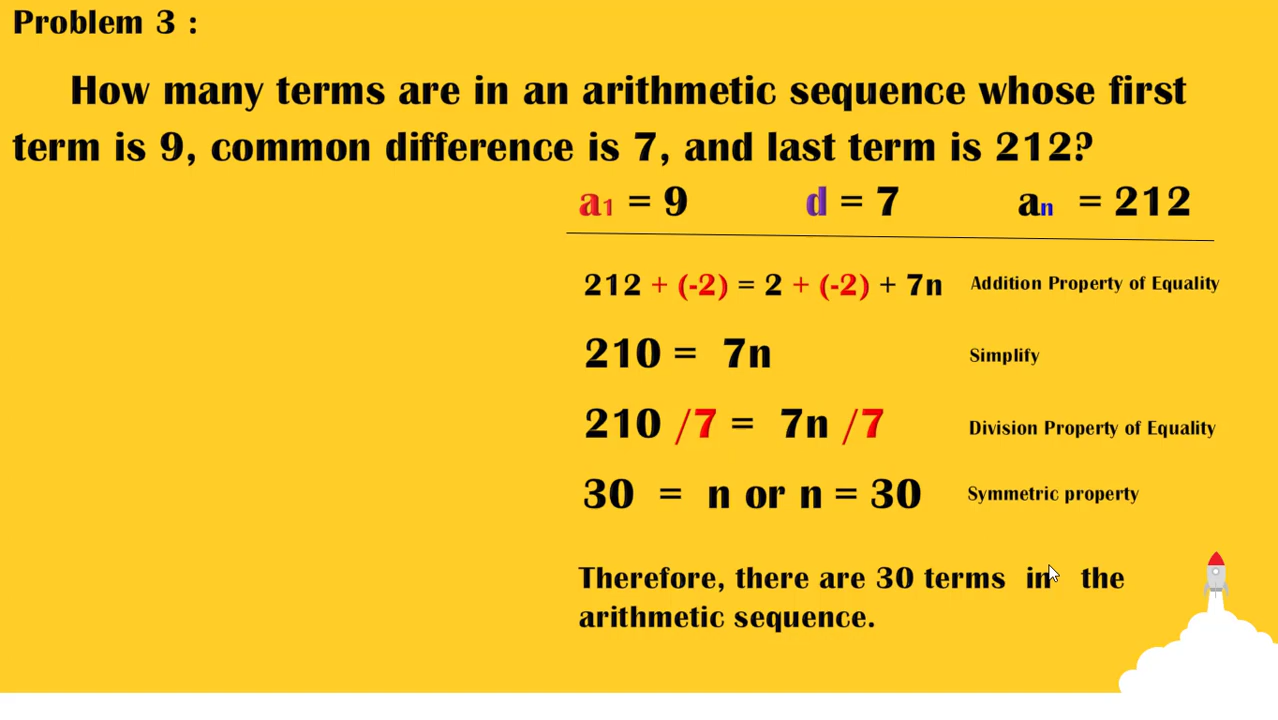 Problem 3 :
How many terms are in an arithmetic sequence whose first
term is 9, common difference is 7, and last term is 212?
a1 = 9 d = 7 an = 212
212 + (-2) = 2 + (-2) + 7n Addition Property of Equality
210 = 7n Simplify
210 /7 = 7n /7 Division Property of Equality
30 = n or n = 30 Symmetric property
Therefore, there are 30 terms in the
arithmetic sequence.